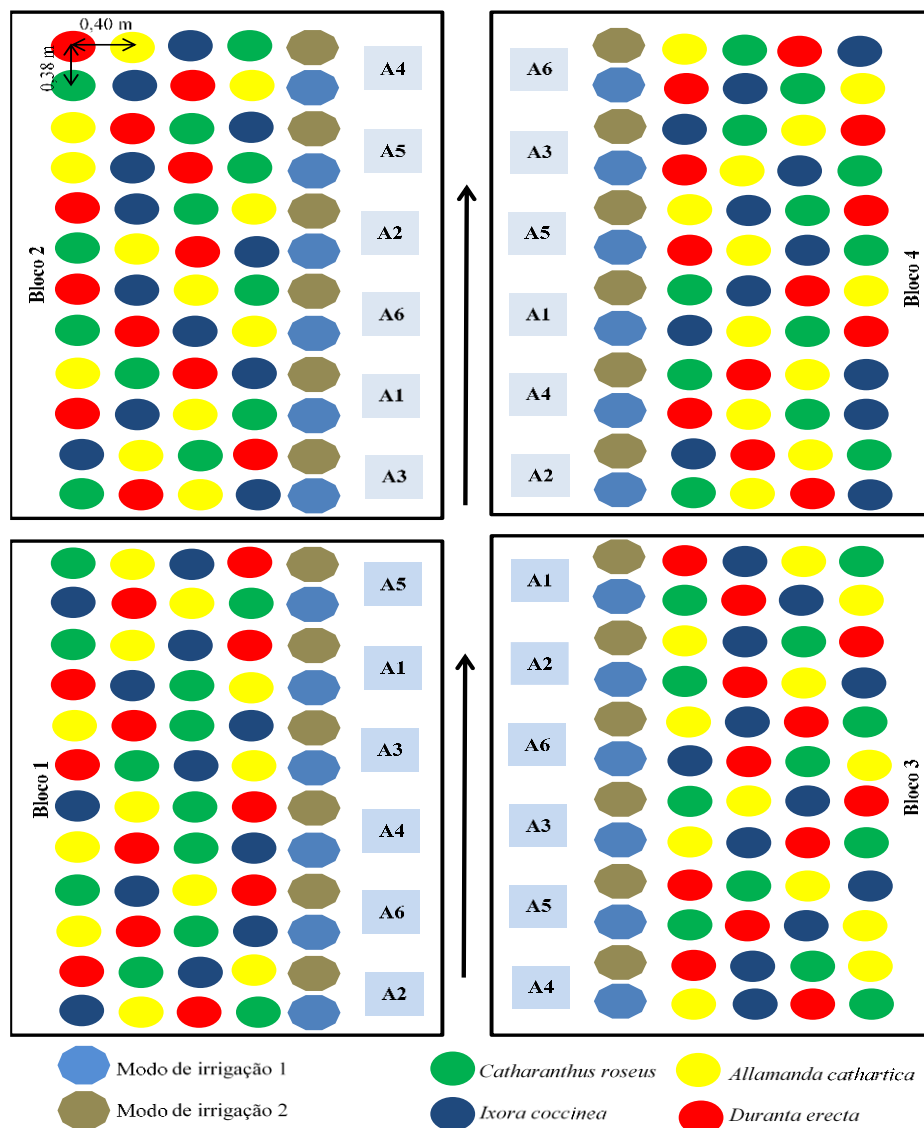 0,40 m
0,38 m
Bloco 2
A4
A5
A2
A6
A1
A3
A6
A3
A5
A1
A4
A2
Bloco 4
Bloco 1
A5
A1
A3
A4
A6
A2
A1
A2
A6
A3
A5
A4
Bloco 3
Modo de irrigação 1
Modo de irrigação 2
Catharanthus roseus
Ixora coccinea
Allamanda cathartica
Duranta erecta